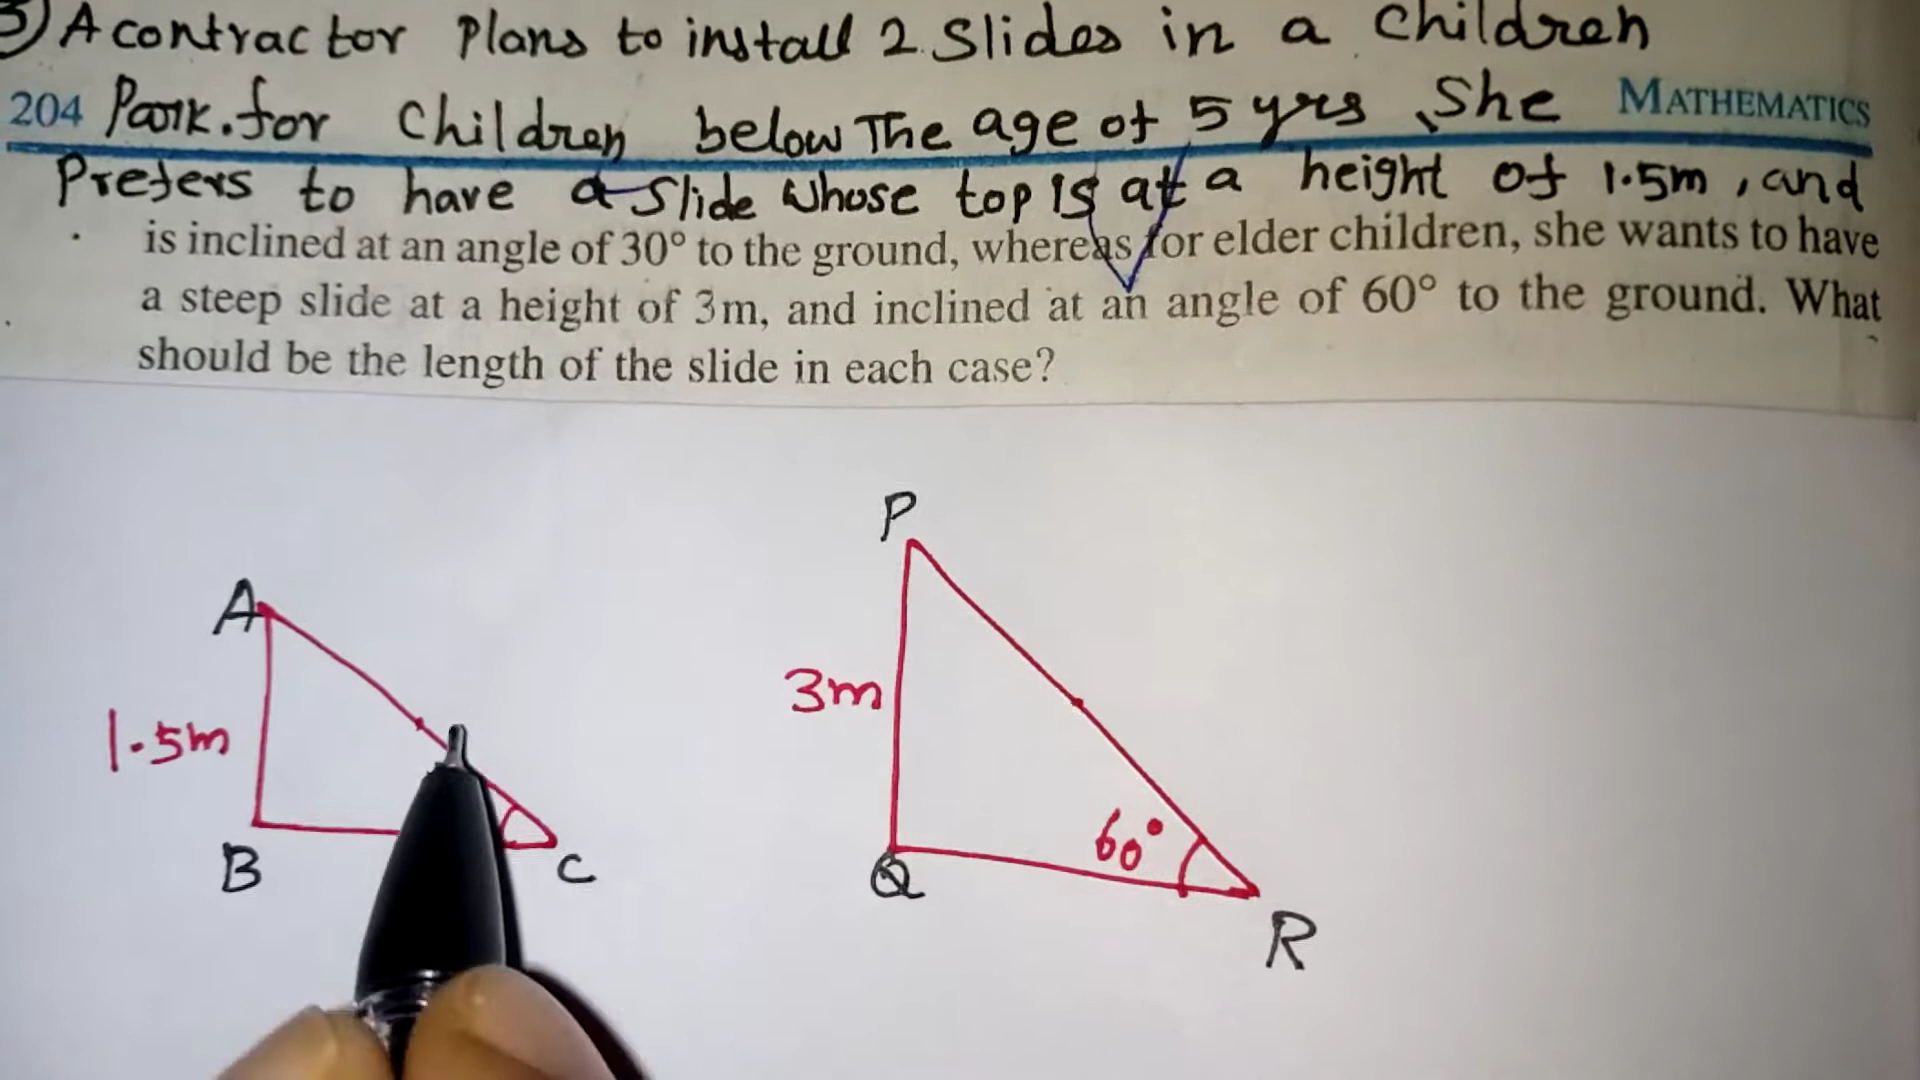 3) A contractor Plans to install 2 Slides in a children
204 Park. for Children below The age of 5 yrs, She MATHEMATICS
Prefers to have a Slide whose top is at a height of 1.5m, and
is inclined at an angle of 30° to the ground, whereas for elder children, she wants to have
a steep slide at a height of 3m, and inclined at an angle of 60° to the ground. What
should be the length of the slide in each case?
P
A
3m
1.5m
60°
B
C
Q
R